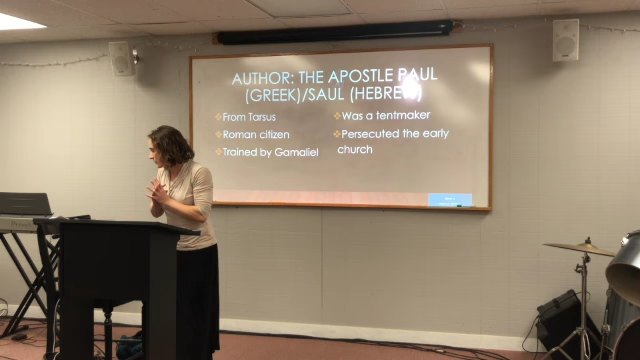 AUTHOR: THE APOSTLE PAUL
(GREEK)/SAUL (HEBREW)
From Tarsus
Roman citizen
Trained by Gamaliel
Was a tentmaker
Persecuted the early
church